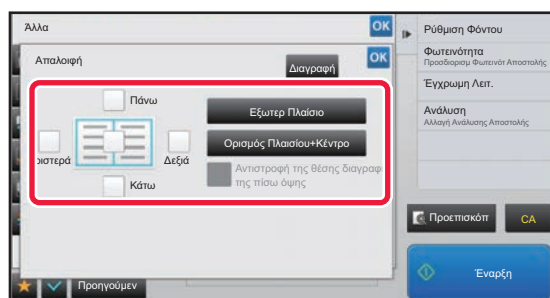 Άλλα
OK
Απαλοιφή
Διαγραφή
OK
Πάνω
Δεξιά
Κάτω
Εξωτερ Πλαίσιο
Ορισμός Πλαισίου+Κέντρο
Αντιστροφή της θέσης διαγραφ
της πίσω όψης
Προηγούμεν
Ρύθμιση Φόντου
Φωτεινότητα
Προσδιορισμ Φωτεινότ Αποστολής
Έγχρωμη Λειτ.
Ανάλυση
Αλλαγή Ανάλυσης Αποστολής
Προεπισκόπ
CA
Έναρξη